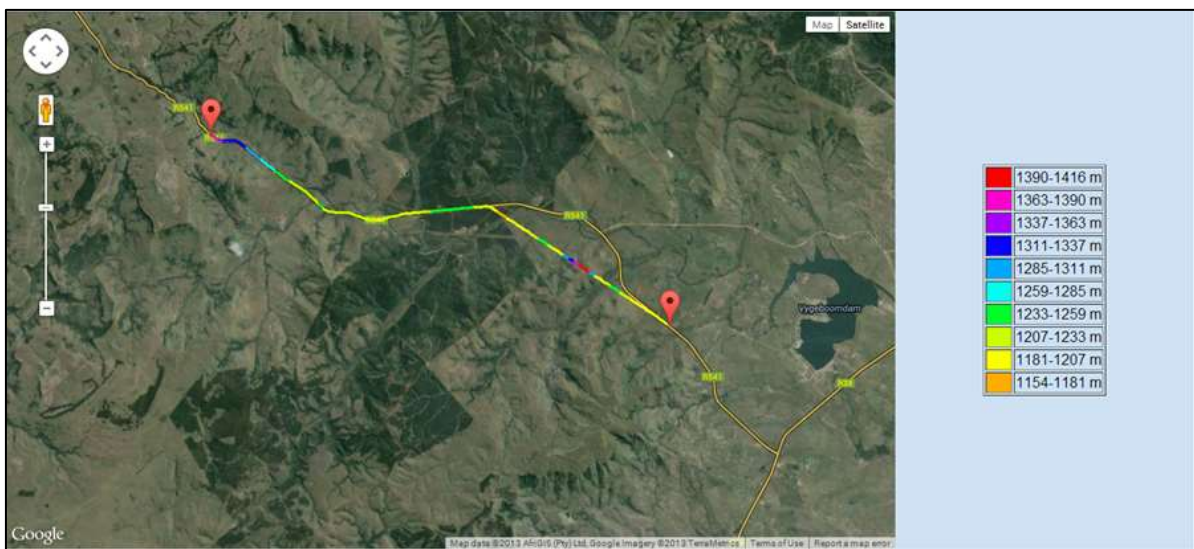 Map Satellite
R541
R541
R541
R541
Vygeboomdam
R541
R38
1390-1416 m
1363-1390 m
1337-1363 m
1311-1337 m
1285-1311 m
1259-1285 m
1233-1259 m
1207-1233 m
1181-1207 m
1154-1181 m
Google
Map data ©2013 AfriGIS (Pty) Ltd, Google Imagery ©2013 TerraMetrics Terms of Use Report a map error